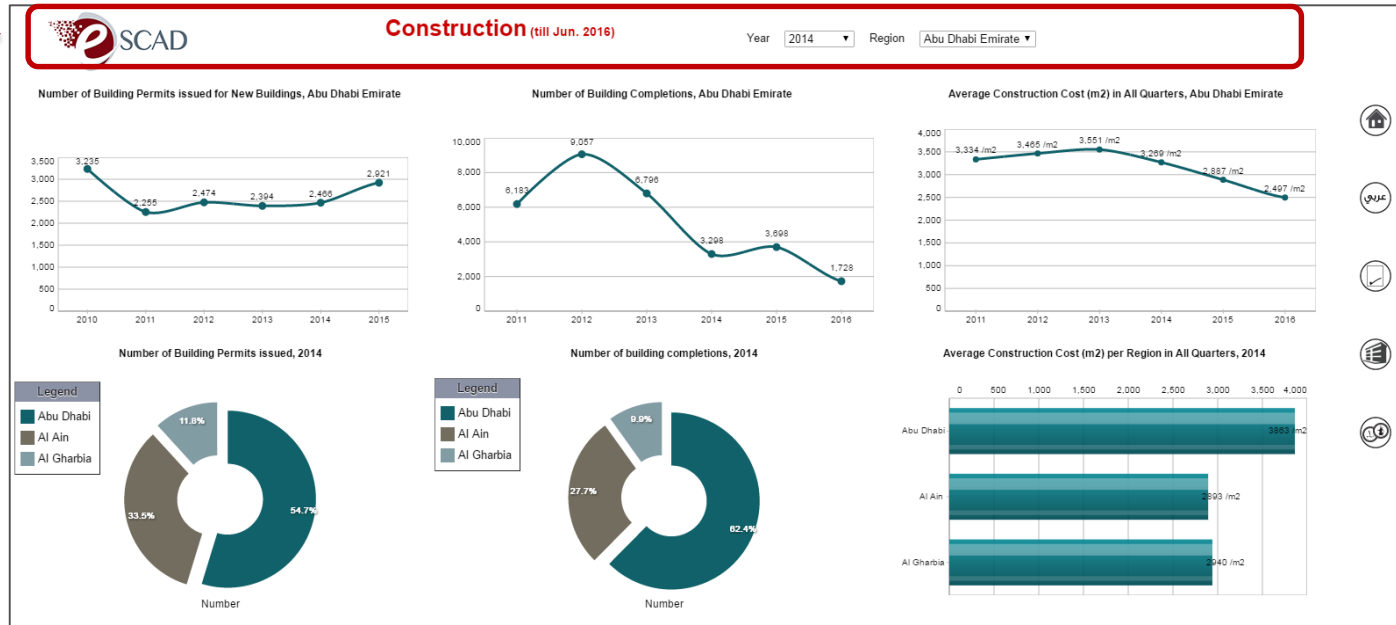 e SCAD
Construction (till Jun. 2016)
Year 2014 Region Abu Dhabi Emirate
Number of Building Permits issued for New Buildings, Abu Dhabi Emirate
3,500
3,000
2,500
2,000
1,500
1,000
500
0
3,235
2,255
2,474
2,394
2,466
2,921
2010 2011 2012 2013 2014 2015
Number of Building Completions, Abu Dhabi Emirate
10,000
8,000
6,000
4,000
2,000
0
6,183
9,057
6,796
3,298
3,698
1,728
2011 2012 2013 2014 2015 2016
Average Construction Cost (m2) in All Quarters, Abu Dhabi Emirate
4,000
3,500
3,000
2,500
2,000
1,500
1,000
500
0
3,334 /m2
3,465 /m2
3,551 /m2
3,269 /m2
2,887 /m2
2,497 /m2
2011 2012 2013 2014 2015 2016
عربي
Number of Building Permits issued, 2014
Legend
Abu Dhabi
Al Ain
Al Gharbia
11.8%
33.5%
54.7%
Number
Number of building completions, 2014
Legend
Abu Dhabi
Al Ain
Al Gharbia
9.9%
27.7%
62.4%
Number
Average Construction Cost (m2) per Region in All Quarters, 2014
0 500 1,000 1,500 2,000 2,500 3,000 3,500 4,000
Abu Dhabi 3863 /m2
Al Ain 2893 /m2
Al Gharbia 2940 /m2